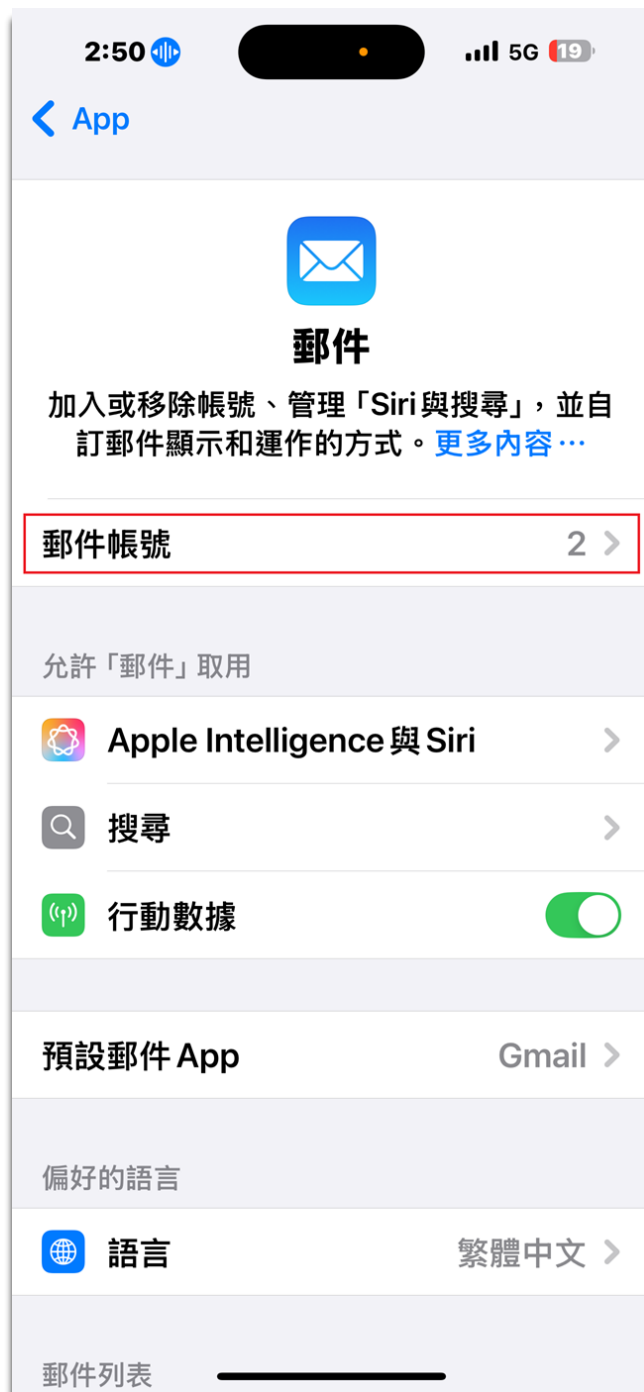 2:50 5G 19
App
郵件
加入或移除帳號、管理「Siri與搜尋」，並自
訂郵件顯示和運作的方式。更多內容⋯
郵件帳號 2
允許「郵件」取用
Apple Intelligence與Siri
搜尋
行動數據
預設郵件App Gmail
偏好的語言
語言 繁體中文
郵件列表